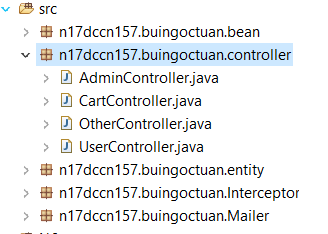 src
n17dccn157.buingoctuan.bean
n17dccn157.buingoctuan.controller
AdminController.java
CartController.java
OtherController.java
UserController.java
n17dccn157.buingoctuan.entity
n17dccn157.buingoctuan.Interceptor
n17dccn157.buingoctuan.Mailer